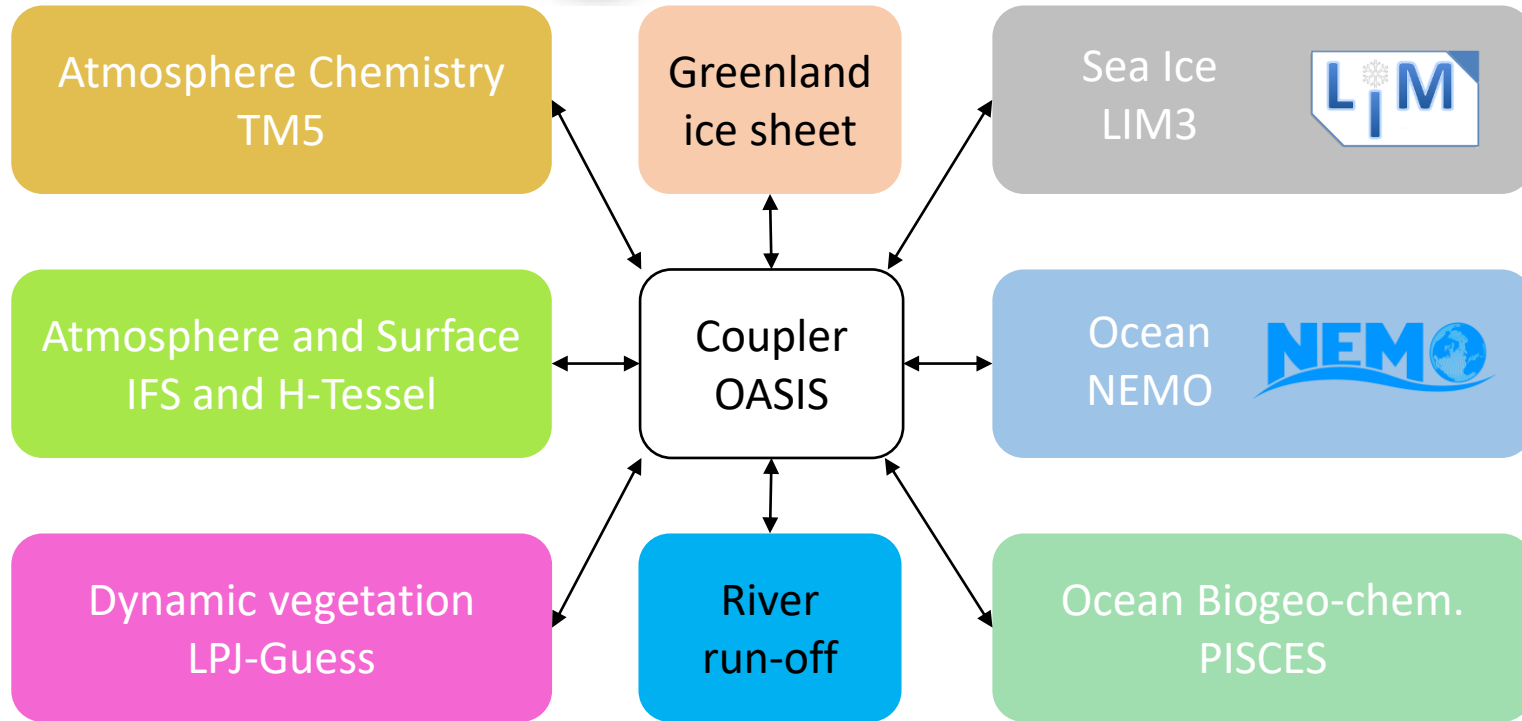 Atmosphere Chemistry
TM5
Greenland
ice sheet
Sea Ice
LIM3
LIM
Atmosphere and Surface
IFS and H-Tessel
Coupler
OASIS
Ocean
NEMO
NEMO
Dynamic vegetation
LPJ-Guess
River
run-off
Ocean Biogeo-chem.
PISCES